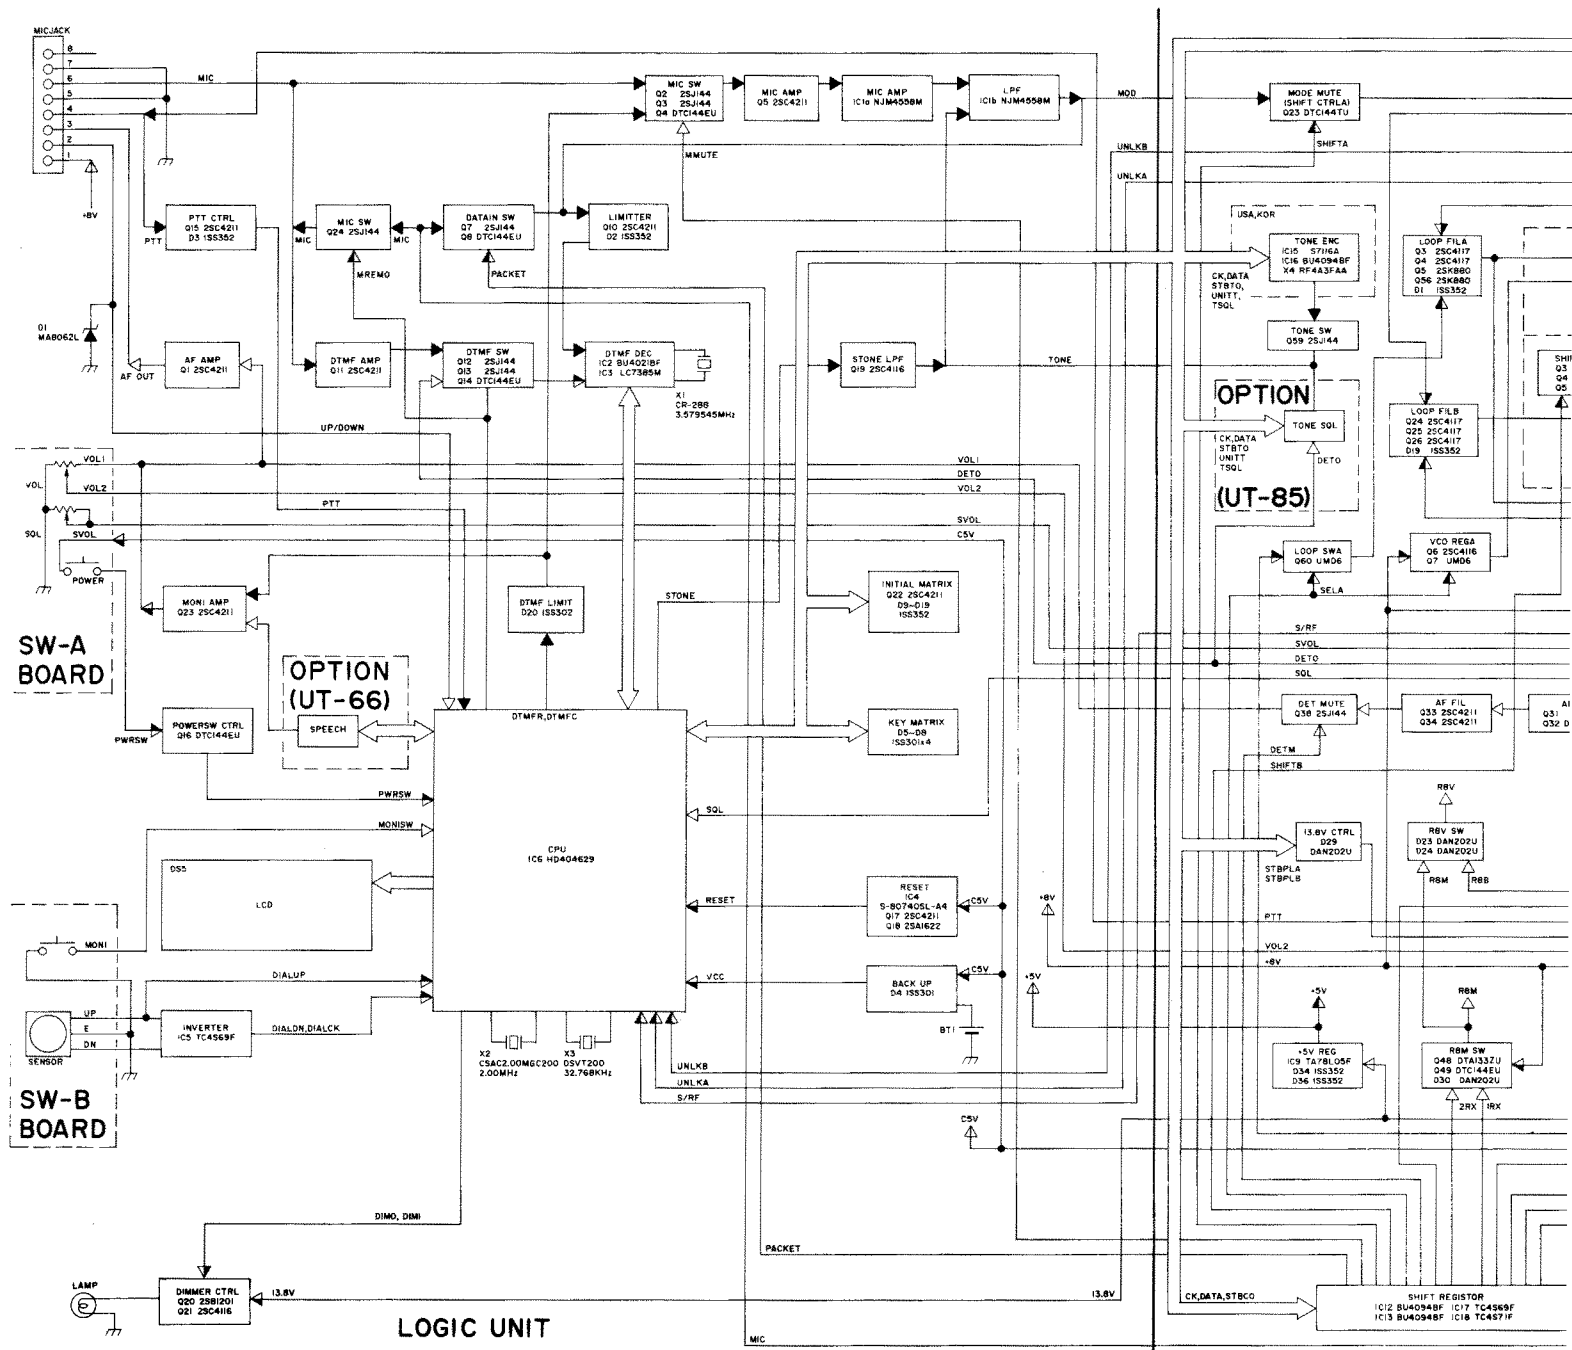 MICJACK
8
7
6
5
4
3
2
1
MIC
+8V
PTT
PTT CTRL
Q15 2SC4211
D3 1SS352
MIC SW
Q2 2SJ144
Q3 2SJ144
Q4 DTC144EU
MIC AMP
Q5 2SC4211
MIC AMP
IC1a NJM4558M
LPF
IC1b NJM4558M
MOD
MODE MUTE
(SHIFT CTRLA)
Q23 DTC144TU
MMUTE
UNLKB
UNLKA
SHIFTA
MIC
MIC SW
Q24 2SJ144
MIC
DATAIN SW
Q7 2SJ144
Q8 DTC144EU
LIMITTER
Q10 2SC4211
D2 1SS352
MREMO
PACKET
USA,KOR
TONE ENC
IC15 S7116A
IC16 BU4094BF
X4 RF4A3FAA
CK,DATA
STBTO,
UNITT,
TSQL
LOOP FILA
Q3 2SC4117
Q4 2SC4117
Q5 2SK880
Q56 2SK880
D1 1SS352
D1
MA8062L
AF AMP
Q1 2SC4211
AF OUT
DTMF AMP
Q11 2SC4211
DTMF SW
Q12 2SJ144
Q13 2SJ144
Q14 DTC144EU
DTMF DEC
IC2 BU4021BF
IC3 LC7385M
X1
CR-288
3.579545MHz
STONE LPF
Q19 2SC4116
TONE
TONE SW
Q59 2SJ144
SHI
Q3
Q4
Q5
OPTION
TONE SQL
CK,DATA
STBTO
UNITT
TSQL
DETO
(UT-85)
LOOP FILB
Q24 2SC4117
Q25 2SC4117
Q26 2SC4117
D19 1SS352
UP/DOWN
VOL1
VOL
VOL2
PTT
SQL
SVOL
POWER
VOL1
DETO
VOL2
SVOL
C5V
LOOP SWA
Q60 UMD6
VCO REGA
Q6 2SC4116
Q7 UMD6
SELA
MONI AMP
Q23 2SC4211
DTMF LIMIT
D20 1SS302
STONE
INITIAL MATRIX
Q22 2SC4211
D9~D19
1SS352
S/RF
SVOL
DETO
SQL
SW-A
BOARD
OPTION
(UT-66)
SPEECH
POWERSW CTRL
Q16 DTC144EU
PWRSW
DTMFR,DTMFC
KEY MATRIX
D5~D8
1SS301x4
DET MUTE
Q38 2SJ144
AF FIL
Q33 2SC4211
Q34 2SC4211
Q31
Q32 D
DETM
SHIFTB
PWRSW
MONISW
SQL
CPU
IC6 HD404629
R8V
R8V SW
D23 DAN202U
D24 DAN202U
13.8V CTRL
D29
DAN202U
STBPLA
STBPLB
R8M
R8B
DS5
LCD
RESET
RESET
IC4
S-80740SL-A4
Q17 2SC4211
Q18 2SA1622
C5V
+8V
PTT
VOL2
+8V
MONI
DIALUP
VCC
BACK UP
D4 1SS301
C5V
BT1
+5V
+5V
R8M
UP
E
DN
SENSOR
INVERTER
IC5 TC4S69F
DIALDN,DIALCK
X2
CSAC2.00MGC200
2.00MHz
X3
DSVT200
32.768KHz
UNLKB
UNLKA
S/RF
+5V REG
IC9 TA78L05F
D34 1SS352
D36 1SS352
R8M SW
Q48 DTA133ZU
Q49 DTC144EU
D30 DAN202U
2RX
1RX
SW-B
BOARD
C5V
DIM0, DIM1
PACKET
LAMP
DIMMER CTRL
Q20 2SB1201
Q21 2SC4116
13.8V
13.8V
CK,DATA,STBCO
SHIFT REGISTOR
IC12 BU4094BF IC17 TC4S69F
IC13 BU4094BF IC18 TC4S71F
LOGIC UNIT
MIC